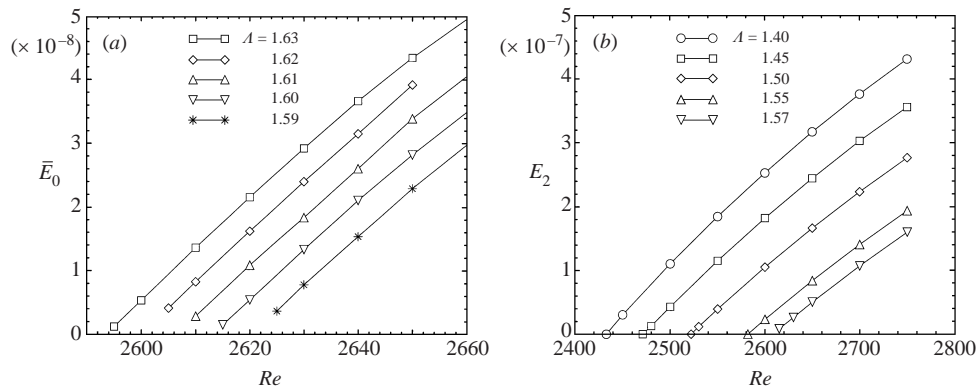 5
(× 10⁻⁸)
4
3
2
1
0
Ē₀
(a)
Λ = 1.63
1.62
1.61
1.60
1.59
2600 2620 2640 2660
Re
5
(× 10⁻⁷)
4
3
2
1
0
E₂
(b)
Λ = 1.40
1.45
1.50
1.55
1.57
2400 2500 2600 2700 2800
Re